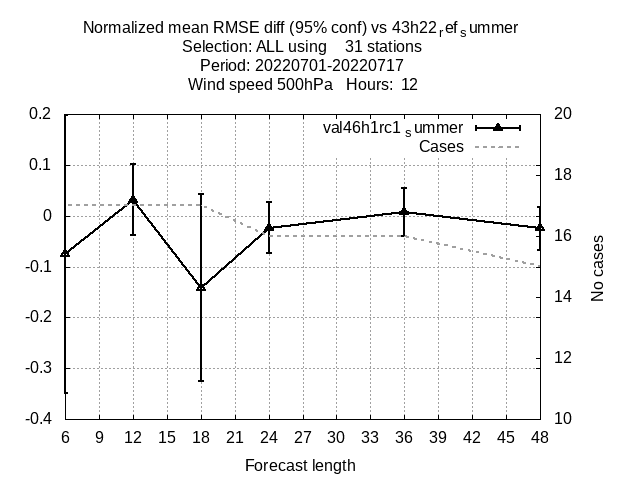 Normalized mean RMSE diff (95% conf) vs 43h22refsummer
Selection: ALL using 31 stations
Period: 20220701-20220717
Wind speed 500hPa Hours: 12
val46h1rc1summer
Cases
0.2
0.1
0
-0.1
-0.2
-0.3
-0.4
20
18
16
14
12
10
No cases
6 9 12 15 18 21 24 27 30 33 36 39 42 45 48
Forecast length